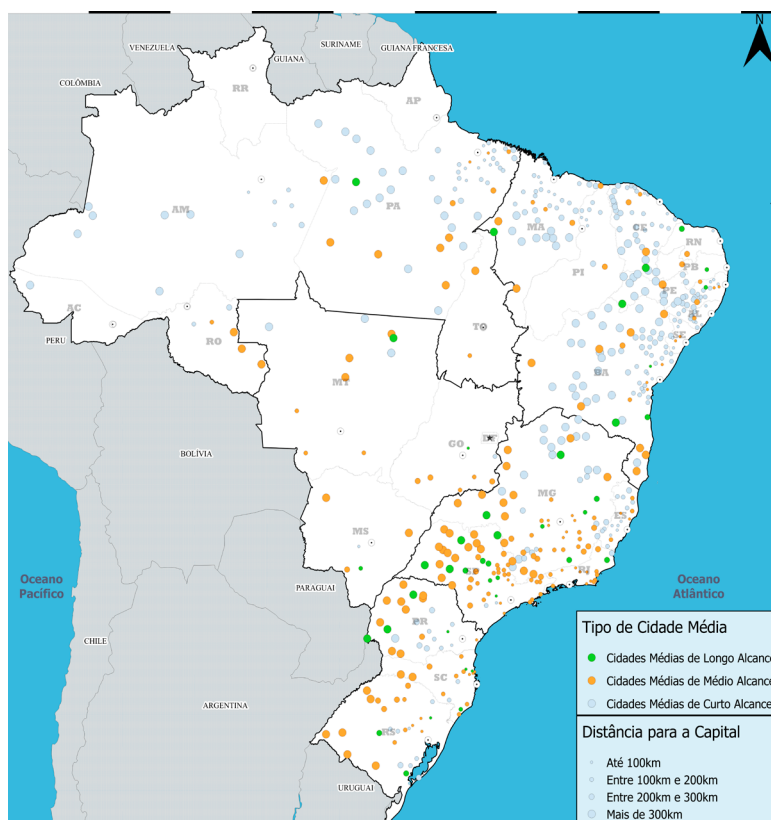 N
VENEZUELA
SURINAME
GUIANA
GUIANA FRANCESA
COLÔMBIA
RR
AP
AM
PA
MA
CE
RN
PB
PI
PE
AL
SE
AC
TO
PERU
RO
BA
MT
GO
DF
BOLÍVIA
MG
ES
MS
Oceano
Pacífico
SP
RJ
Oceano
Atlântico
PARAGUAI
PR
CHILE
SC
ARGENTINA
RS
URUGUAI
Tipo de Cidade Média
Cidades Médias de Longo Alcance
Cidades Médias de Médio Alcance
Cidades Médias de Curto Alcance
Distância para a Capital
Até 100km
Entre 100km e 200km
Entre 200km e 300km
Mais de 300km